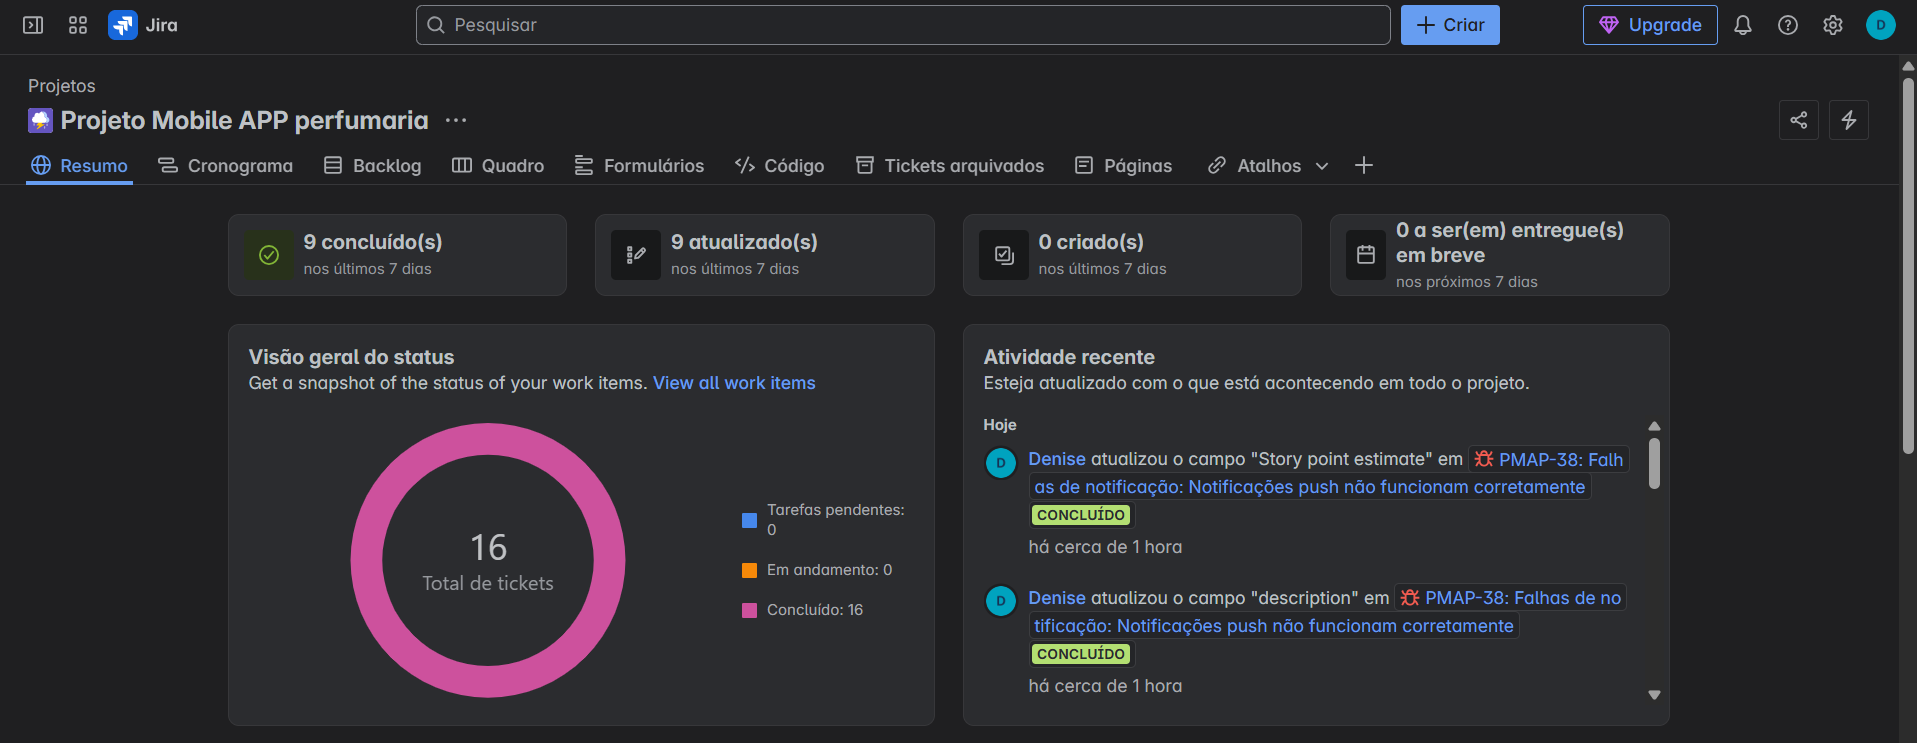 Jira
Pesquisar
Criar
Upgrade
D
Projetos
Projeto Mobile APP perfumaria
Resumo
Cronograma
Backlog
Quadro
Formulários
Código
Tickets arquivados
Páginas
Atalhos
9 concluído(s)
nos últimos 7 dias
9 atualizado(s)
nos últimos 7 dias
0 criado(s)
nos últimos 7 dias
0 a ser(em) entregue(s)
em breve
nos próximos 7 dias
Visão geral do status
Get a snapshot of the status of your work items. View all work items
16
Total de tickets
Tarefas pendentes:
0
Em andamento: 0
Concluído: 16
Atividade recente
Esteja atualizado com o que está acontecendo em todo o projeto.
Hoje
D
Denise atualizou o campo "Story point estimate" em PMAP-38: Falh
as de notificação: Notificações push não funcionam corretamente
CONCLUÍDO
há cerca de 1 hora
D
Denise atualizou o campo "description" em PMAP-38: Falhas de no
tificação: Notificações push não funcionam corretamente
CONCLUÍDO
há cerca de 1 hora